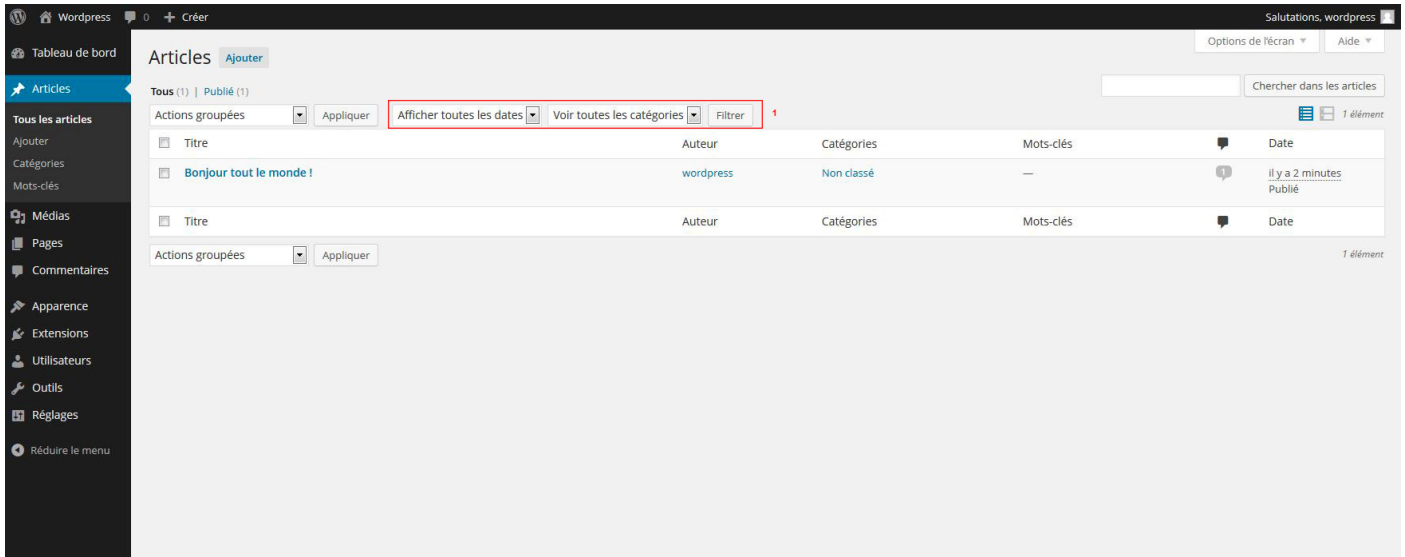 Wordpress 0 + Créer Salutations, wordpress
Tableau de bord
Articles
Tous les articles
Ajouter
Catégories
Mots-clés
Médias
Pages
Commentaires
Apparence
Extensions
Utilisateurs
Outils
Réglages
Réduire le menu
Options de l'écran Aide
Articles Ajouter
Tous (1) | Publié (1) Chercher dans les articles
Actions groupées Appliquer Afficher toutes les dates Voir toutes les catégories Filtrer 1 1 élément
Titre Auteur Catégories Mots-clés Date
Bonjour tout le monde ! wordpress Non classé — 1 il y a 2 minutes
Publié
Titre Auteur Catégories Mots-clés Date
Actions groupées Appliquer 1 élément